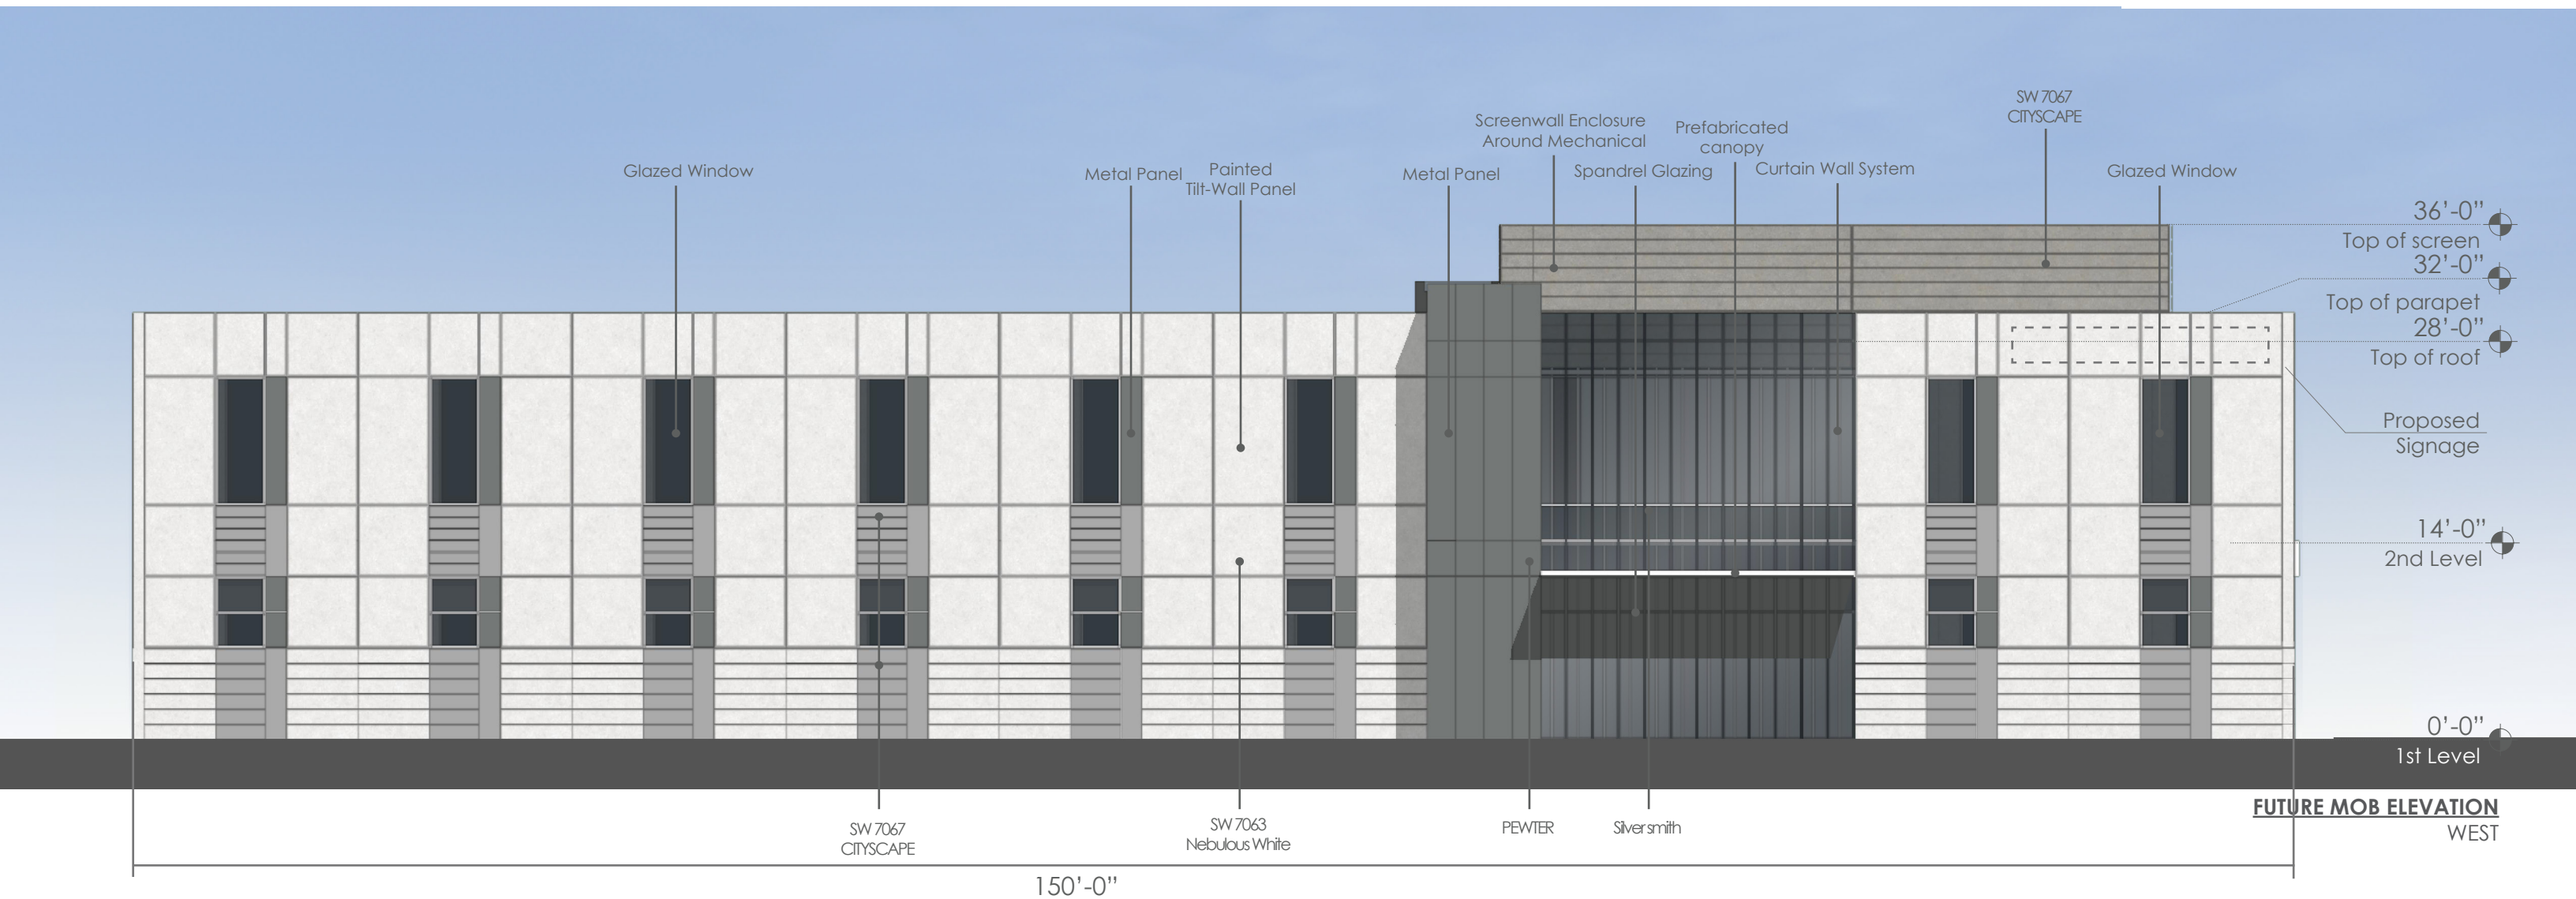 SW 7067
CITYSCAPE
Screenwall Enclosure
Around Mechanical
Prefabricated
canopy
Glazed Window
Metal Panel
Painted
Tilt-Wall Panel
Metal Panel
Spandrel Glazing
Curtain Wall System
Glazed Window
36’-0”
Top of screen
32’-0”
Top of parapet
28’-0”
Top of roof
Proposed
Signage
14’-0”
2nd Level
0’-0”
1st Level
FUTURE MOB ELEVATION
WEST
SW 7067
CITYSCAPE
SW 7063
Nebulous White
PEWTER
Silversmith
150’-0”